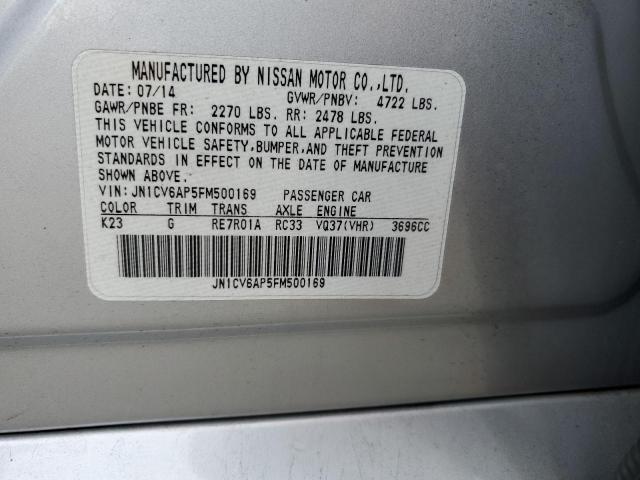 MANUFACTURED BY NISSAN MOTOR CO.,LTD.
DATE: 07/14 GVWR/PNBV: 4722 LBS.
GAWR/PNBE FR: 2270 LBS. RR: 2478 LBS.
THIS VEHICLE CONFORMS TO ALL APPLICABLE FEDERAL
MOTOR VEHICLE SAFETY, BUMPER, AND THEFT PREVENTION
STANDARDS IN EFFECT ON THE DATE OF MANUFACTURE
SHOWN ABOVE.
VIN: JN1CV6AP5FM500169 PASSENGER CAR
COLOR TRIM TRANS AXLE ENGINE
K23 G RE7R01A RC33 VQ37(VHR) 3696CC
JN1CV6AP5FM500169